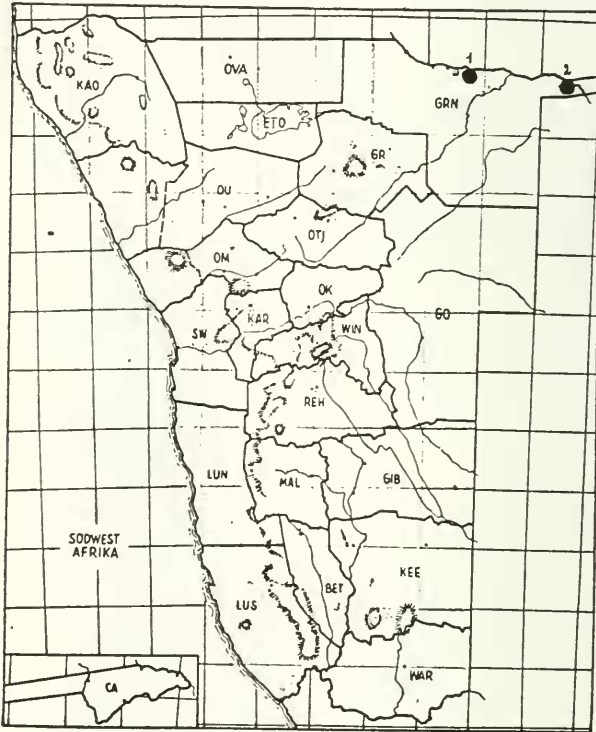 1
2
OVA
KAO
GRN
ETO
GR
OU
OTJ
OM
OK
GO
SW
KAR
WIN
REH
LUN
MAL
GIB
SÜDWEST
AFRIKA
BET
KEE
LUS
WAR
CA